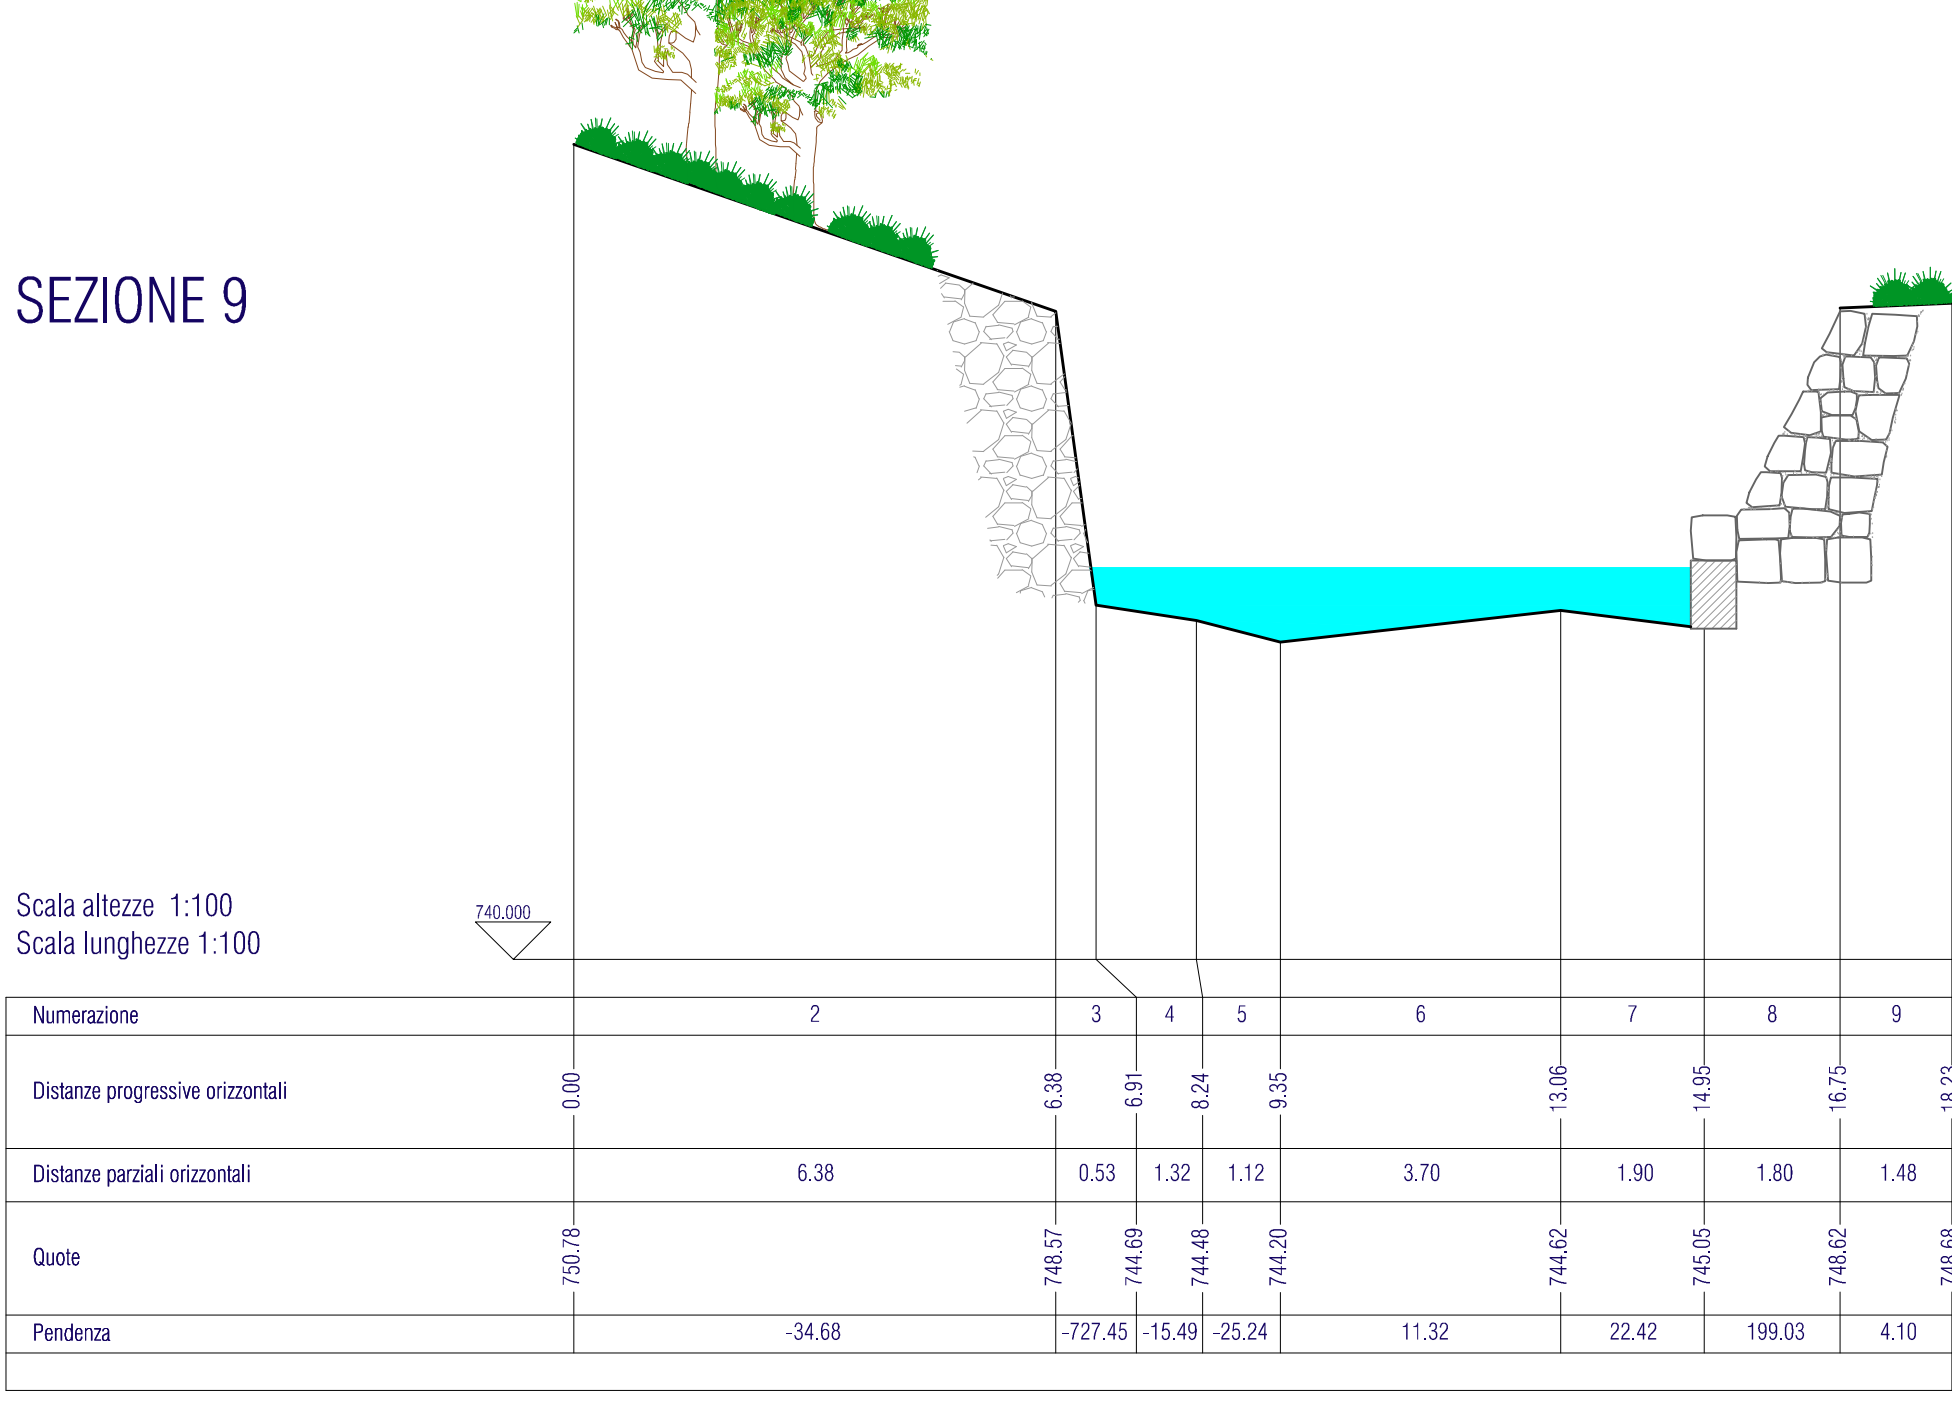 SEZIONE 9
Scala altezze 1:100
Scala lunghezze 1:100
740.000
Numerazione 2 3 4 5 6 7 8 9
Distanze progressive orizzontali 0.00 6.38 6.91 8.24 9.35 13.06 14.95 16.75 18.23
Distanze parziali orizzontali 6.38 0.53 1.32 1.12 3.70 1.90 1.80 1.48
Quote 750.78 748.57 744.69 744.48 744.20 744.62 745.05 748.62 748.68
Pendenza -34.68 -727.45 -15.49 -25.24 11.32 22.42 199.03 4.10